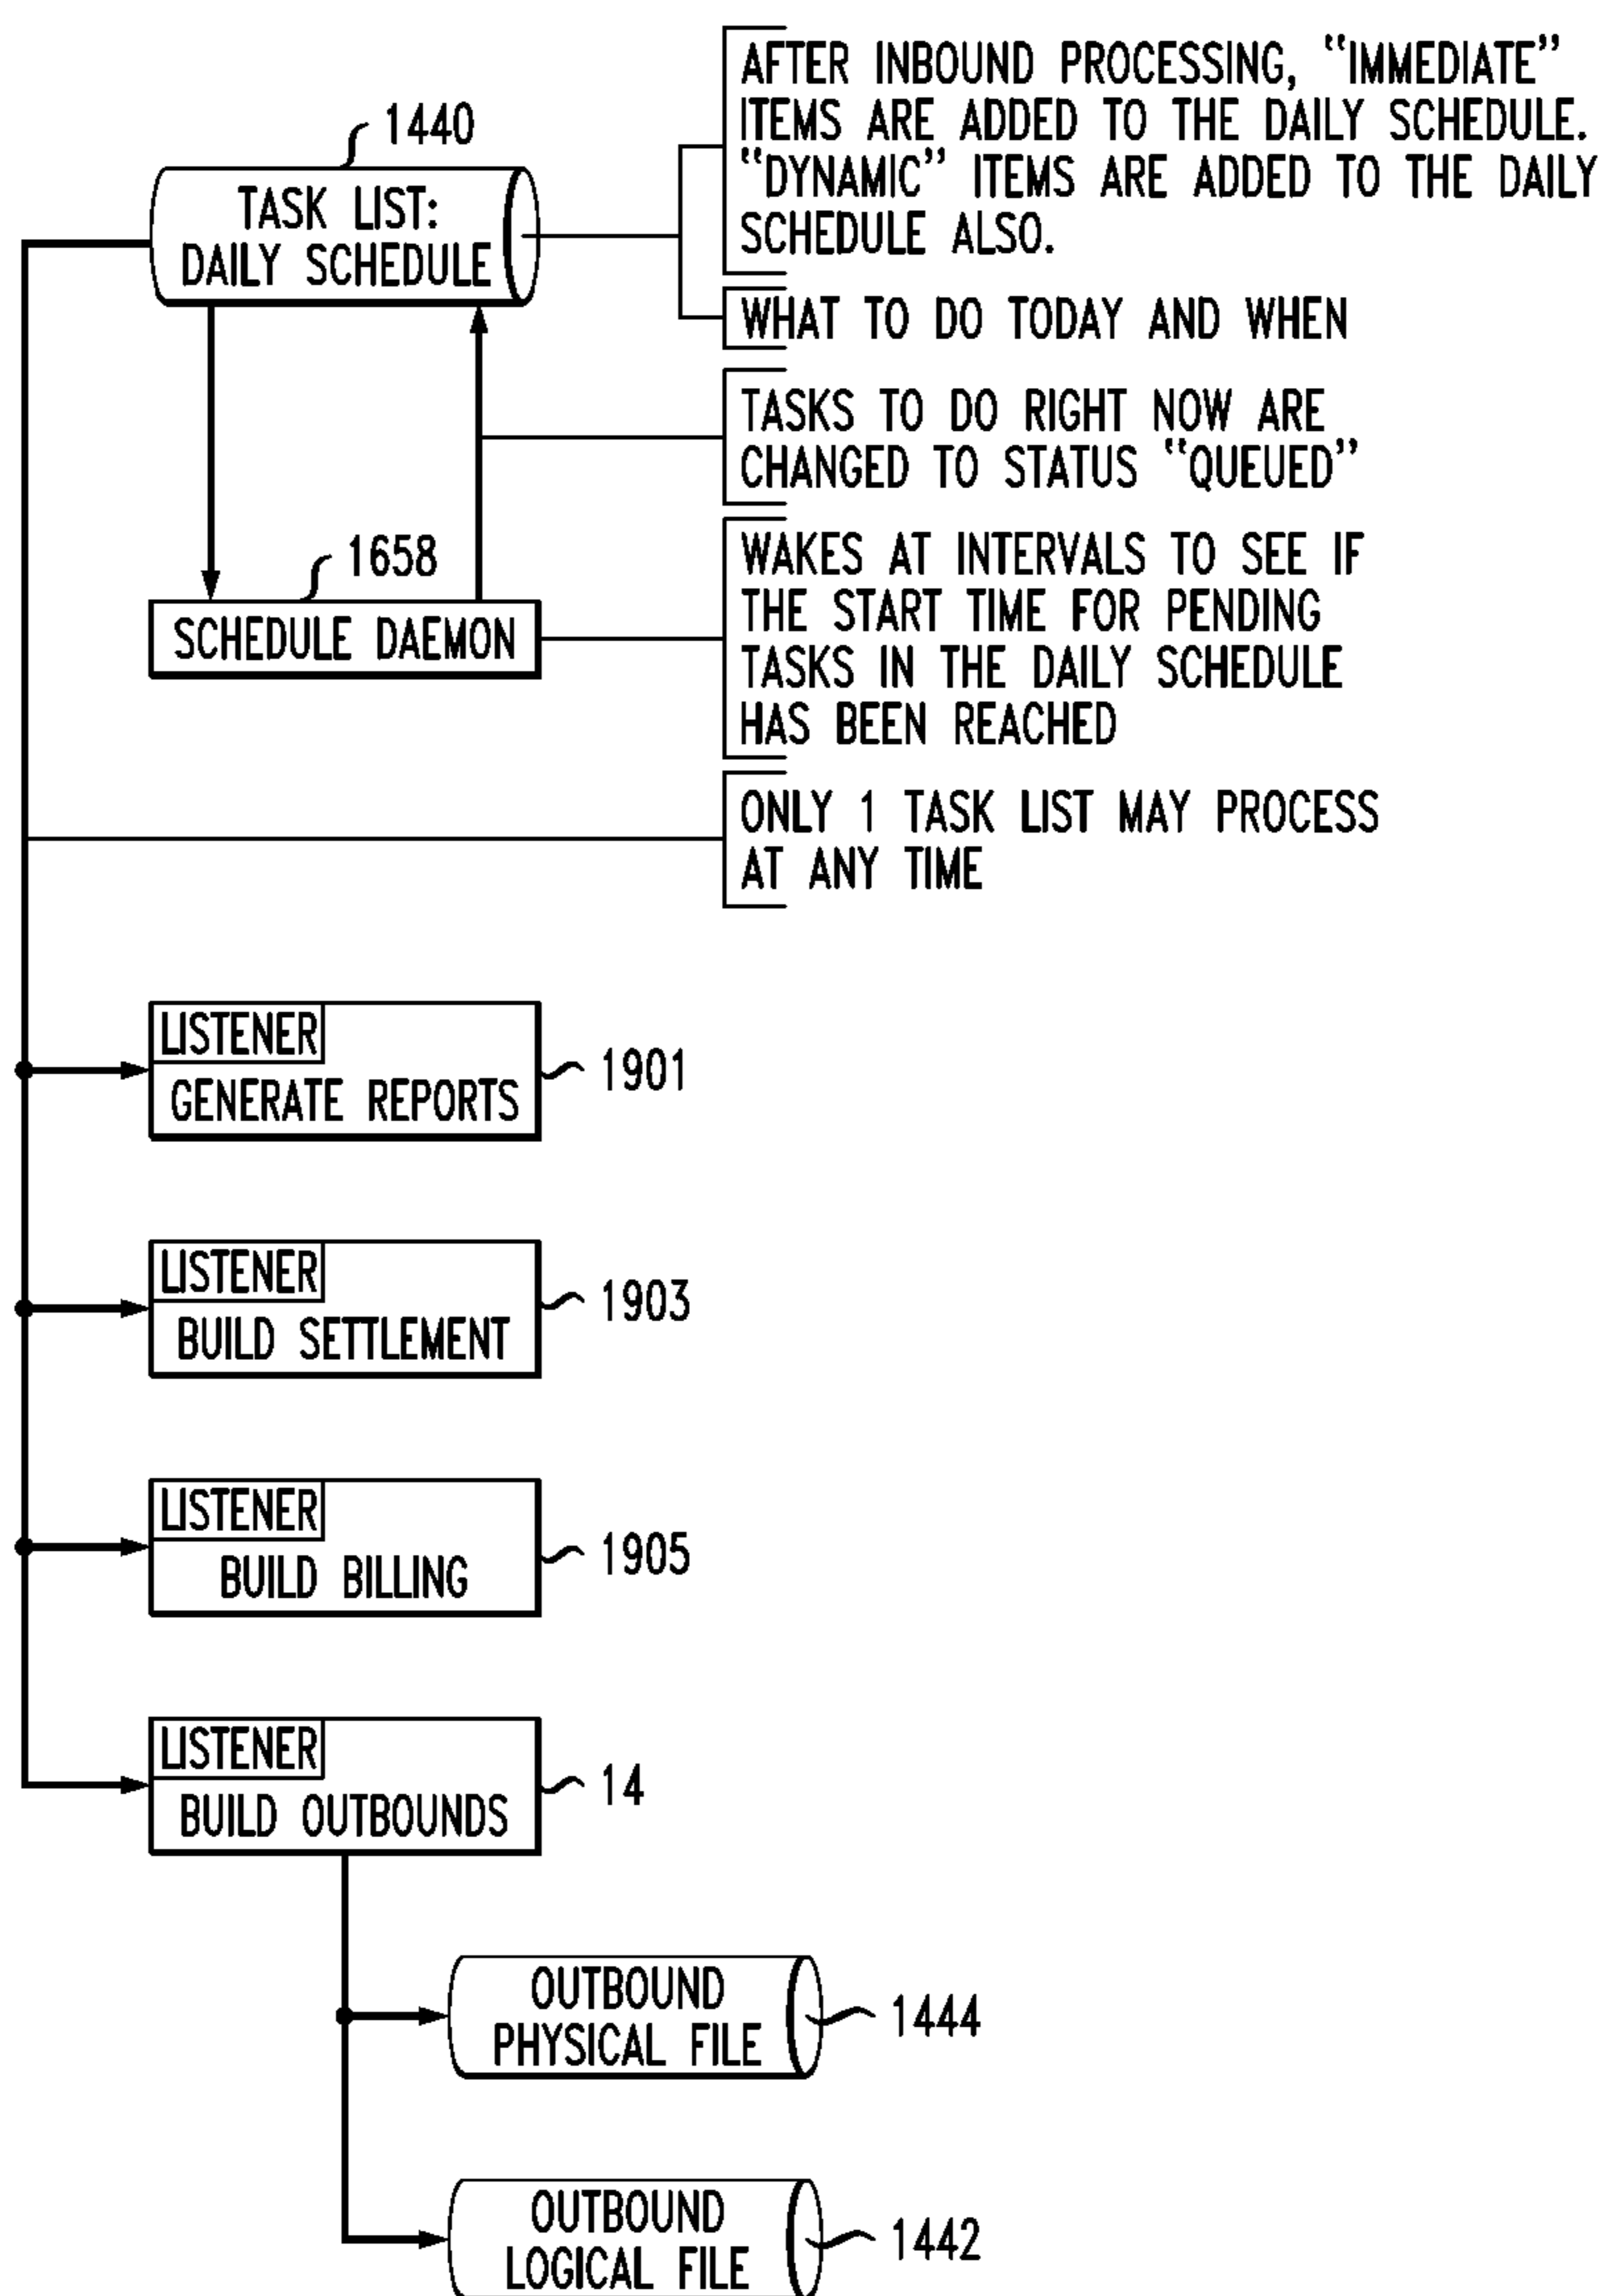 1440
TASK LIST:
DAILY SCHEDULE
AFTER INBOUND PROCESSING, “IMMEDIATE”
ITEMS ARE ADDED TO THE DAILY SCHEDULE.
“DYNAMIC” ITEMS ARE ADDED TO THE DAILY
SCHEDULE ALSO.
WHAT TO DO TODAY AND WHEN
TASKS TO DO RIGHT NOW ARE
CHANGED TO STATUS “QUEUED”
1658
SCHEDULE DAEMON
WAKES AT INTERVALS TO SEE IF
THE START TIME FOR PENDING
TASKS IN THE DAILY SCHEDULE
HAS BEEN REACHED
ONLY 1 TASK LIST MAY PROCESS
AT ANY TIME
LISTENER
GENERATE REPORTS
1901
LISTENER
BUILD SETTLEMENT
1903
LISTENER
BUILD BILLING
1905
LISTENER
BUILD OUTBOUNDS
14
OUTBOUND
PHYSICAL FILE
1444
OUTBOUND
LOGICAL FILE
1442